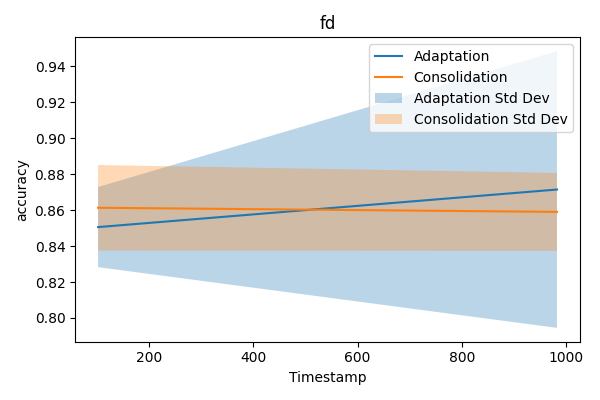 fd
Adaptation
Consolidation
Adaptation Std Dev
Consolidation Std Dev
accuracy
0.94
0.92
0.90
0.88
0.86
0.84
0.82
0.80
200 400 600 800 1000
Timestamp